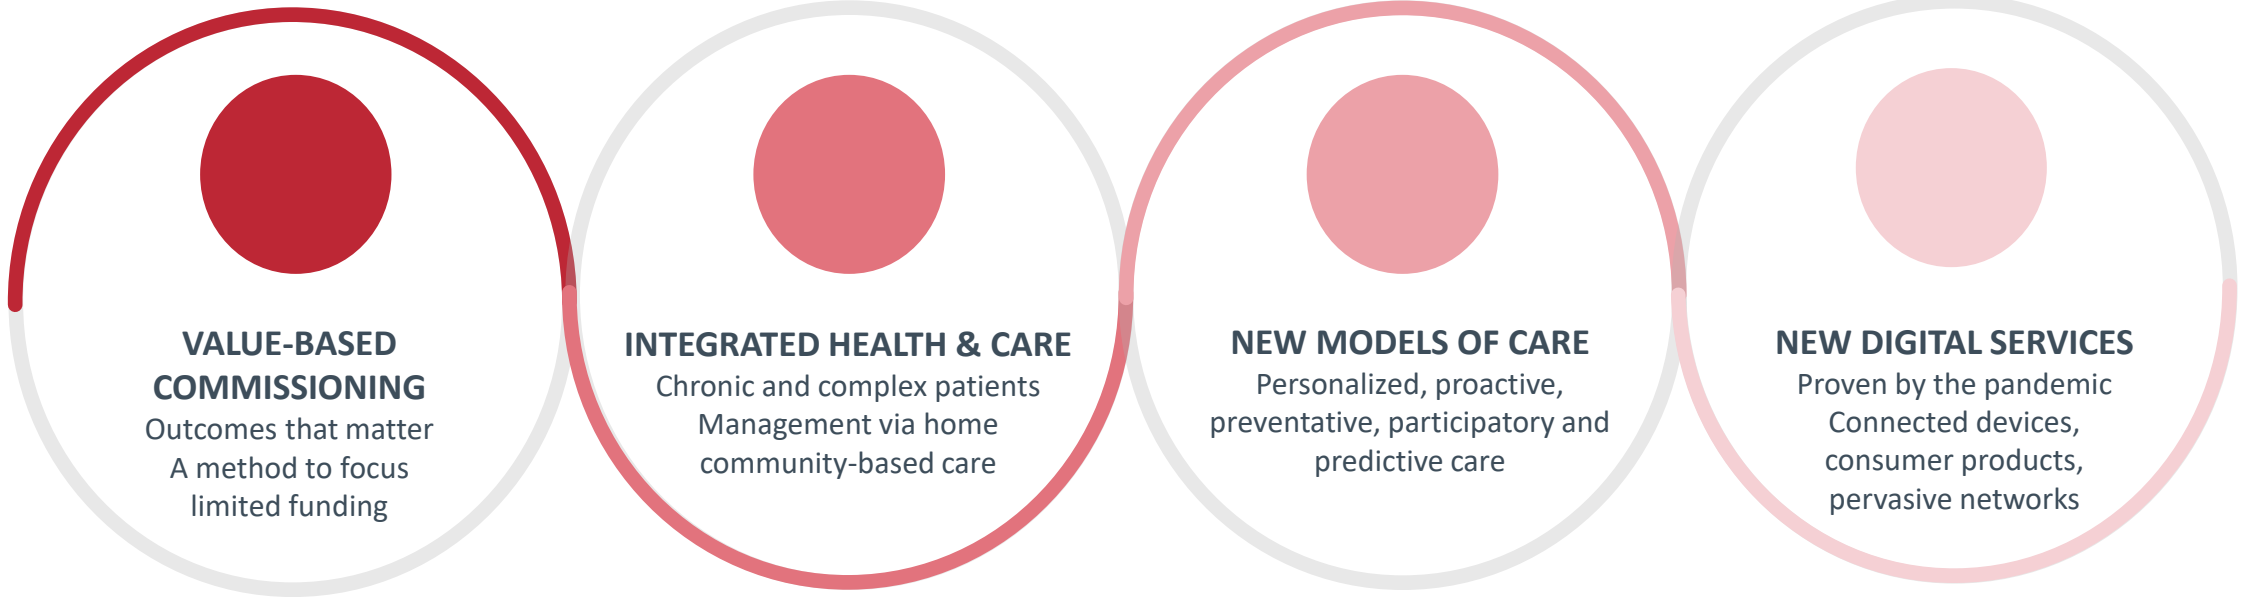 VALUE-BASED
COMMISSIONING
Outcomes that matter
A method to focus
limited funding
INTEGRATED HEALTH & CARE
Chronic and complex patients
Management via home
community-based care
NEW MODELS OF CARE
Personalized, proactive,
preventative, participatory and
predictive care
NEW DIGITAL SERVICES
Proven by the pandemic
Connected devices,
consumer products,
pervasive networks